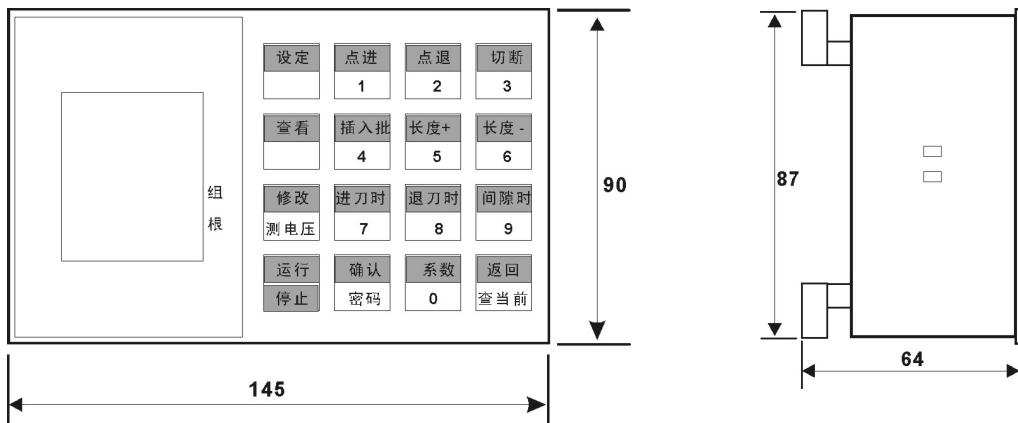 设定 点进 点退 切断
1 2 3
查看 插入批 长度+ 长度-
4 5 6
组
根
修改 进刀时 退刀时 间隙时
测电压 7 8 9
运行 确认 系数 返回
停止 密码 0 查当前
90
87
145
64